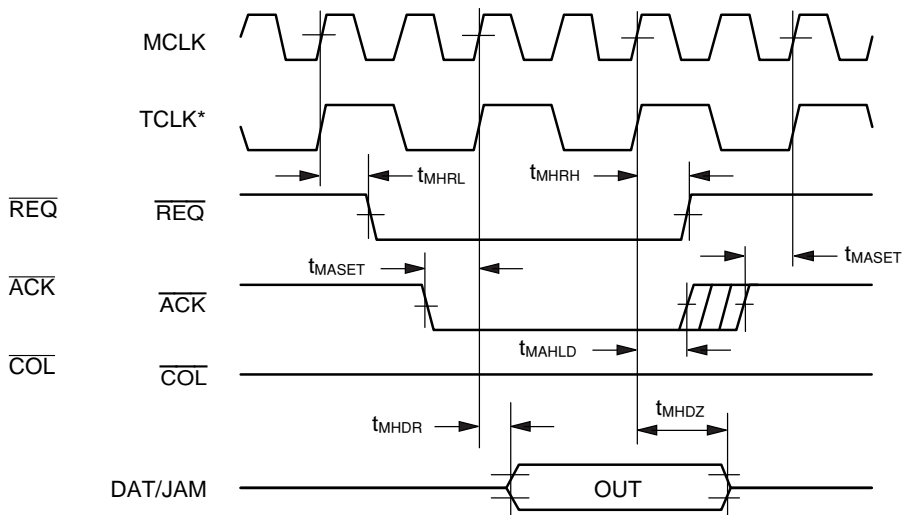 MCLK
TCLK*
tMHRL
tMHRH
REQ REQ
tMASET
tMASET
ACK ACK
tMAHLD
COL COL
tMHDR
tMHDZ
DAT/JAM OUT